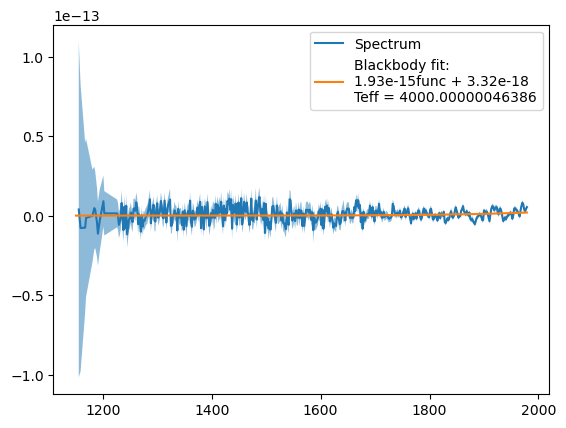 1e−13
Spectrum
Blackbody fit:
1.93e-15func + 3.32e-18
Teff = 4000.00000046386
1.0
0.5
0.0
−0.5
−1.0
1200 1400 1600 1800 2000